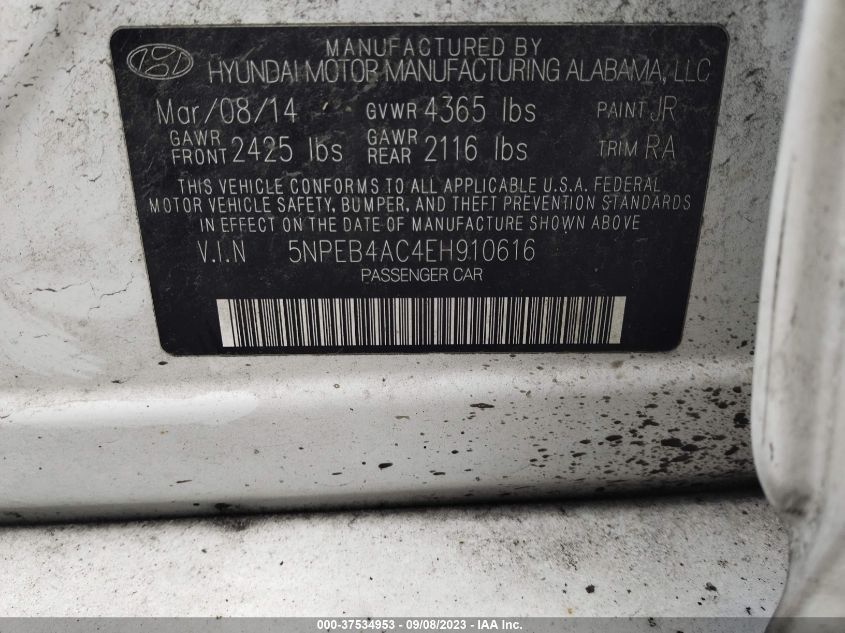 MANUFACTURED BY
HYUNDAI MOTOR MANUFACTURING ALABAMA, LLC
Mar/08/14 GVWR 4365 lbs PAINT JR
GAWR FRONT 2425 lbs GAWR REAR 2116 lbs TRIM RA
THIS VEHICLE CONFORMS TO ALL APPLICABLE U.S.A. FEDERAL
MOTOR VEHICLE SAFETY, BUMPER, AND THEFT PREVENTION STANDARDS
IN EFFECT ON THE DATE OF MANUFACTURE SHOWN ABOVE
V.I.N 5NPEB4AC4EH910616
PASSENGER CAR
000-37534953 - 09/08/2023 - IAA Inc.